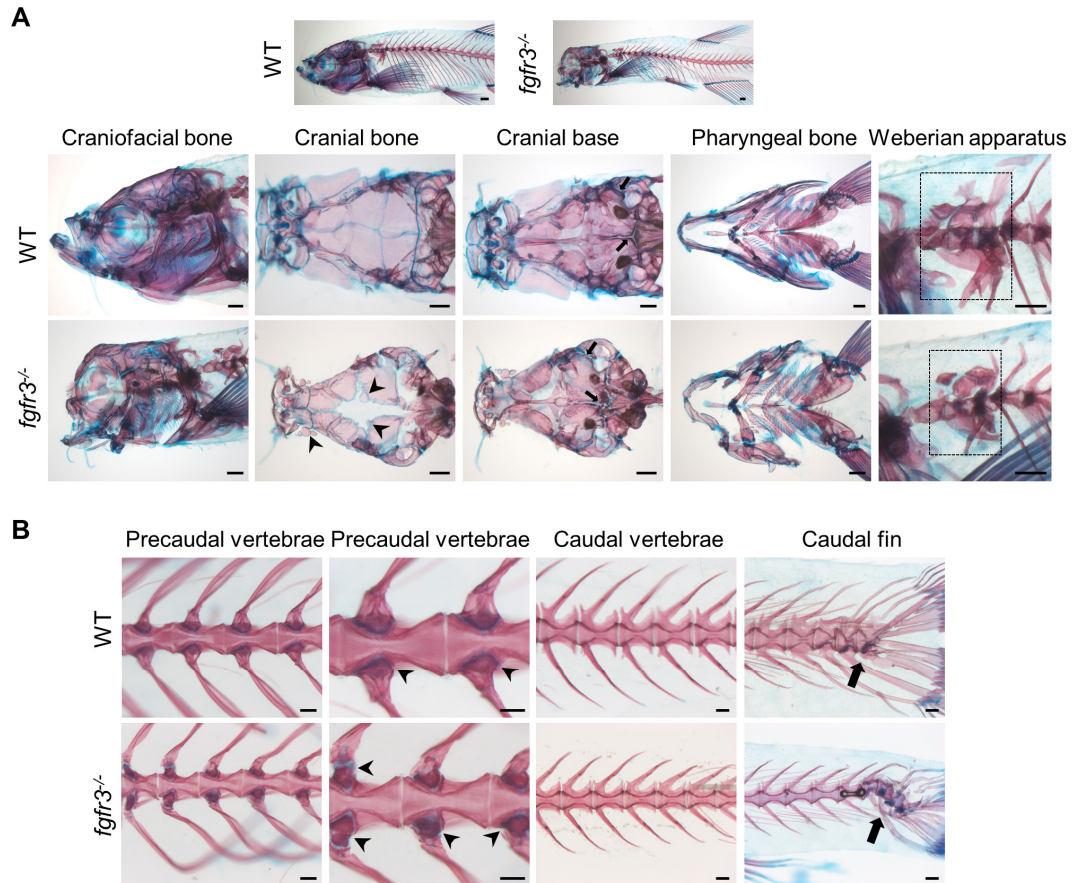 A
WT
fgfr3-/-
Craniofacial bone
Cranial bone
Cranial base
Pharyngeal bone
Weberian apparatus
WT
fgfr3-/-
B
Precaudal vertebrae
Precaudal vertebrae
Caudal vertebrae
Caudal fin
WT
fgfr3-/-